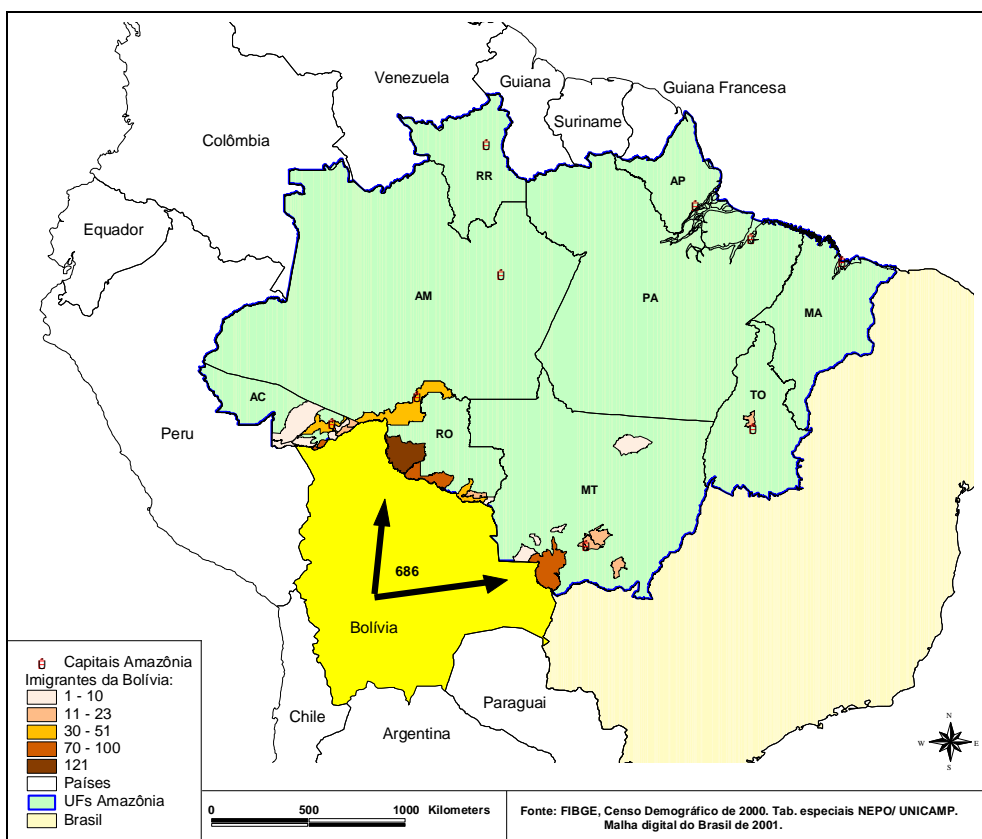 Venezuela
Guiana
Guiana Francesa
Suriname
Colômbia
RR
AP
Equador
AM
PA
MA
AC
TO
RO
Peru
MT
686
Bolívia
Capitais Amazônia
Imigrantes da Bolívia:
1 - 10
11 - 23
30 - 51
70 - 100
121
Países
UFs Amazônia
Brasil
Chile
Paraguai
Argentina
N
W E
S
0 500 1000 Kilometers
Fonte: FIBGE, Censo Demográfico de 2000. Tab. especiais NEPO/ UNICAMP.
Malha digital do Brasil de 2001.